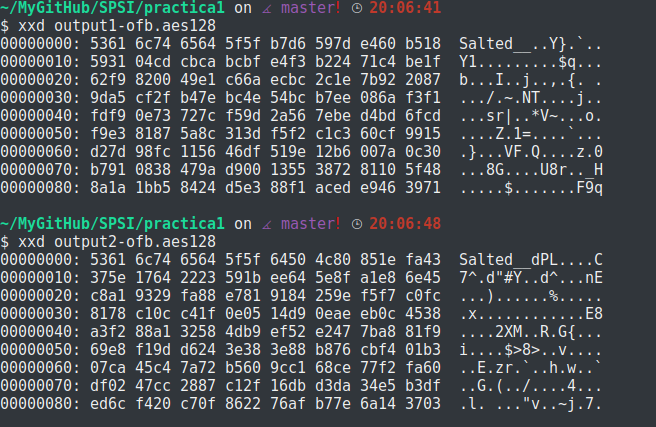 ~/MyGitHub/SPSI/practica1 on master! 20:06:41
$ xxd output1-ofb.aes128
00000000: 5361 6c74 6564 5f5f b7d6 597d e460 b518  Salted__..Y}.`..
00000010: 5931 04cd cbca bcbf e4f3 b224 71c4 be1f  Y1.........$q...
00000020: 62f9 8200 49e1 c66a ecbc 2c1e 7b92 2087  b...I..j..,.{. .
00000030: 9da5 cf2f b47e bc4e 54bc b7ee 086a f3f1  .../.~.NT....j..
00000040: fdf9 0e73 727c f59d 2a56 7ebe d4bd 6fcd  ...sr|..*V~...o.
00000050: f9e3 8187 5a8c 313d f5f2 c1c3 60cf 9915  ....Z.1=....`...
00000060: d27d 98fc 1156 46df 519e 12b6 007a 0c30  .}...VF.Q....z.0
00000070: b791 0838 479a d900 1355 3872 8110 5f48  ...8G....U8r.._H
00000080: 8a1a 1bb5 8424 d5e3 88f1 aced e946 3971  .....$.......F9q
~/MyGitHub/SPSI/practica1 on master! 20:06:48
$ xxd output2-ofb.aes128
00000000: 5361 6c74 6564 5f5f 6450 4c80 851e fa43  Salted__dPL....C
00000010: 375e 1764 2223 591b ee64 5e8f a1e8 6e45  7^.d"#Y..d^...nE
00000020: c8a1 9329 fa88 e781 9184 259e f5f7 c0fc  ...)......%.....
00000030: 8178 c10c c41f 0e05 14d9 0eae eb0c 4538  .x............E8
00000040: a3f2 88a1 3258 4db9 ef52 e247 7ba8 81f9  ....2XM..R.G{...
00000050: 69e8 f19d d624 3e38 3e88 b876 cbf4 01b3  i....$>8>..v....
00000060: 07ca 45c4 7a72 b560 9cc1 68ce 77f2 fa60  ..E.zr.`..h.w..`
00000070: df02 47cc 2887 c12f 16db d3da 34e5 b3df  ..G.(../....4...
00000080: ed6c f420 c70f 8622 76af b77e 6a14 3703  .l. ..."v..~j.7.